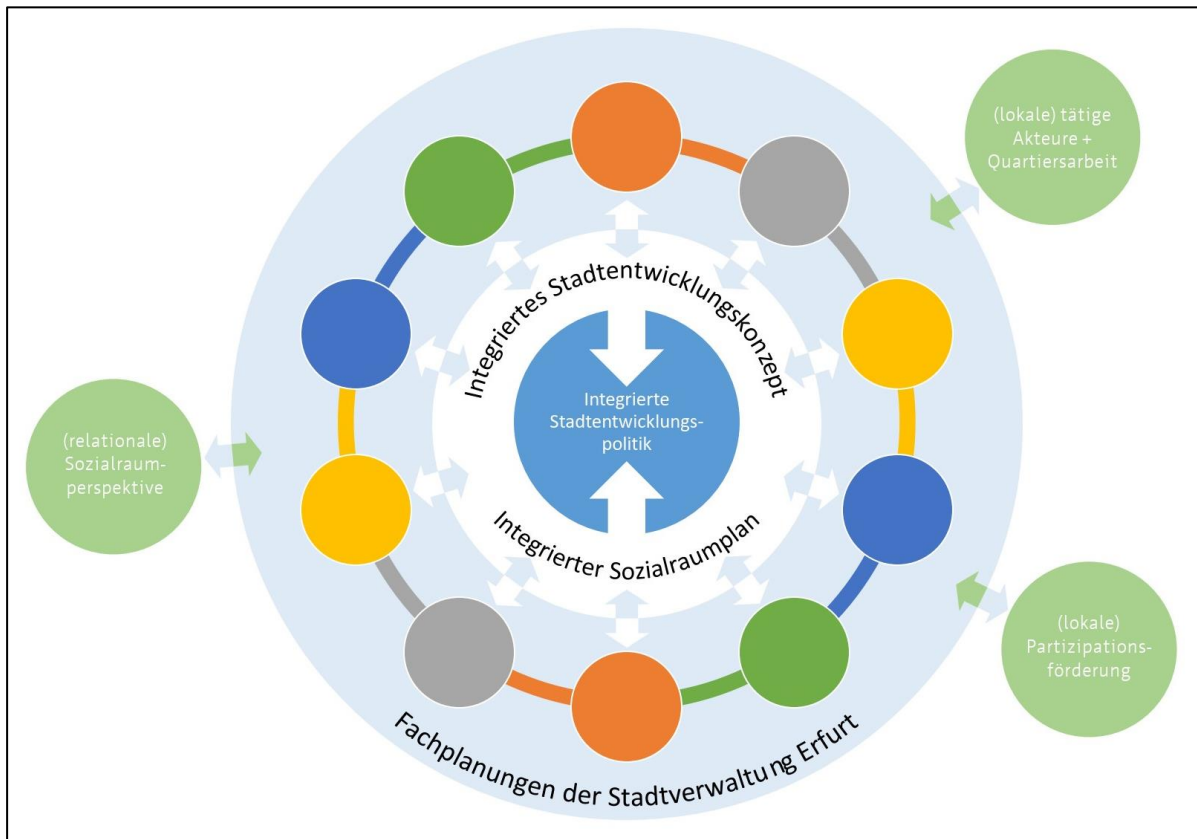 (lokale) tätige
Akteure +
Quartiersarbeit
Integriertes Stadtentwicklungskonzept
Integrierte
Stadtentwicklungs-
politik
(relationale)
Sozialraum-
perspektive
Integrierter Sozialraumplan
(lokale)
Partizipations-
förderung
Fachplanungen der Stadtverwaltung Erfurt